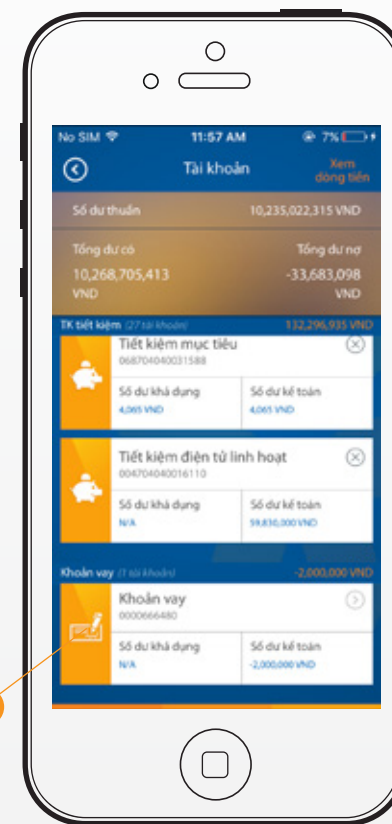 No SIM 11:57 AM 7%
Tài khoản Xem
dòng tiền
Số dư thuần 10,235,022,315 VND
Tổng dư có Tổng dư nợ
10,268,705,413 -33,683,098
VND VND
TK tiết kiệm (27 tài khoản) 132,296,935 VND
Tiết kiệm mục tiêu
068704040031588
Số dư khả dụng Số dư kế toán
4,065 VND 4,065 VND
Tiết kiệm điện tử linh hoạt
004704040016110
Số dư khả dụng Số dư kế toán
N/A 59,830,000 VND
Khoản vay (1 tài khoản) -2,000,000 VND
Khoản vay
0000666480
Số dư khả dụng Số dư kế toán
N/A -2,000,000 VND